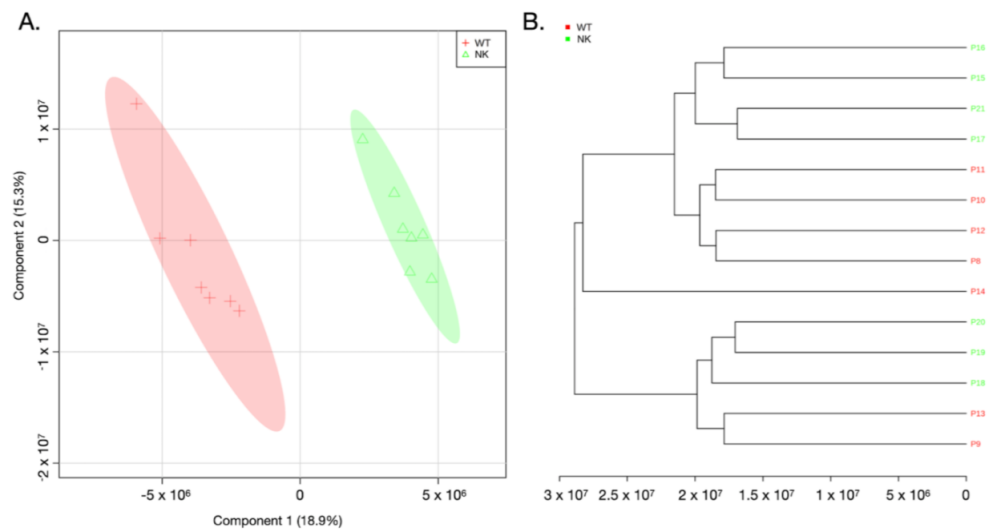 A.
WT
NK
1 x 10⁷
0
-1 x 10⁷
-2 x 10⁷
Component 2 (15.3%)
-5 x 10⁶
0
5 x 10⁶
Component 1 (18.9%)
B.
WT
NK
P16
P15
P21
P17
P11
P10
P12
P8
P14
P20
P19
P18
P13
P9
3 x 10⁷
2.5 x 10⁷
2 x 10⁷
1.5 x 10⁷
1 x 10⁷
5 x 10⁶
0